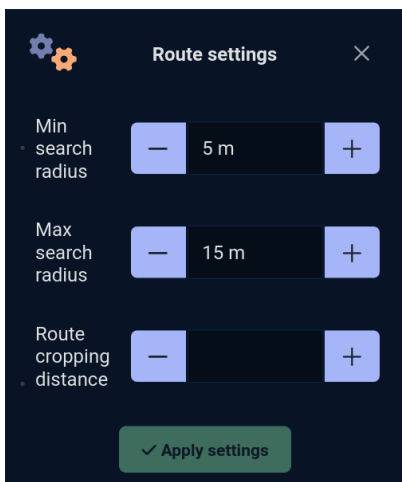 Route settings
Min
search
radius
5 m
Max
search
radius
15 m
Route
cropping
distance
Apply settings